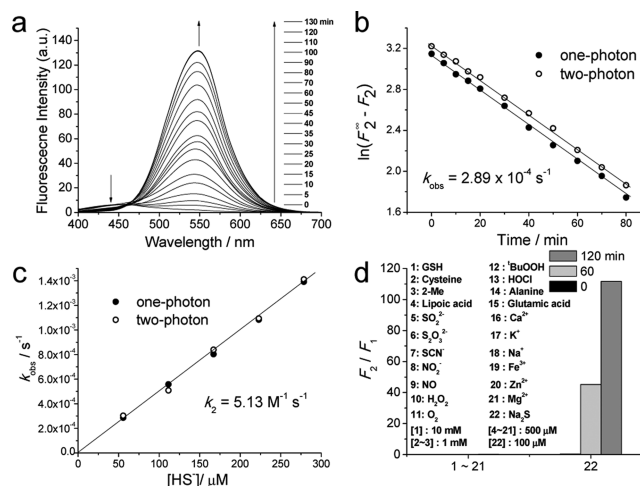 a
Fluorescecne Intensity (a.u.)
140
120
100
80
60
40
20
0
400 450 500 550 600 650 700
Wavelength / nm
130 min
120
110
100
90
80
70
60
50
45
40
35
30
25
20
15
10
5
0
b
ln(F∞2 - F2)
3.2
2.8
2.4
2.0
1.6
0 20 40 60 80
Time / min
one-photon
two-photon
kobs = 2.89 x 10⁻⁴ s⁻¹
c
kobs / s⁻¹
1.4x10⁻³
1.2x10⁻³
1.0x10⁻³
8.0x10⁻⁴
6.0x10⁻⁴
4.0x10⁻⁴
2.0x10⁻⁴
0.0
0 50 100 150 200 250 300
[HS⁻]/ μM
one-photon
two-photon
k2 = 5.13 M⁻¹ s⁻¹
d
F2 / F1
120
100
80
60
40
20
0
1 ~ 21 22
120 min
60
0
1: GSH
2: Cysteine
3: 2-Me
4: Lipoic acid
5: SO2²⁻
6: S2O3²⁻
7: SCN⁻
8: NO2⁻
9: NO
10: H2O2
11: O2
[1] : 10 mM
[2~3] : 1 mM
12 : ᵗBuOOH
13 : HOCl
14 : Alanine
15 : Glutamic acid
16 : Ca²⁺
17 : K⁺
18 : Na⁺
19 : Fe³⁺
20 : Zn²⁺
21 : Mg²⁺
22 : Na2S
[4~21] : 500 μM
[22] : 100 μM